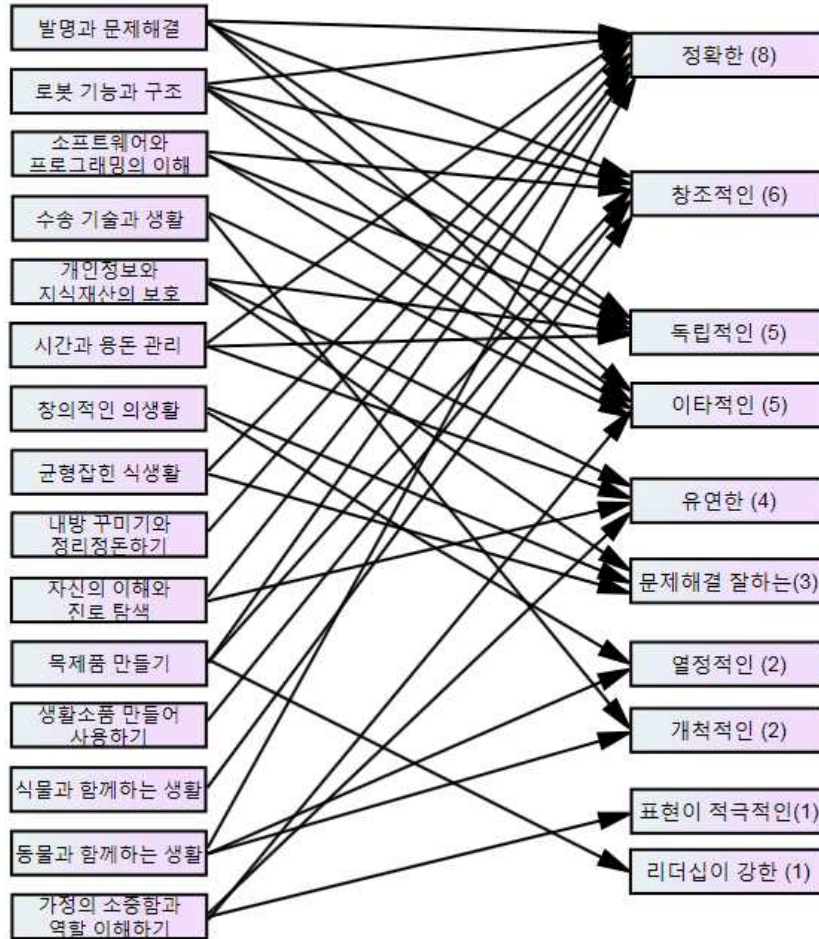 발명과 문제해결
로봇 기능과 구조
소프트웨어와
프로그래밍의 이해
수송 기술과 생활
개인정보와
지식재산의 보호
시간과 용돈 관리
창의적인 의생활
균형잡힌 식생활
내방 꾸미기와
정리정돈하기
자신의 이해와
진로 탐색
목제품 만들기
생활소품 만들어
사용하기
식물과 함께하는 생활
동물과 함께하는 생활
가정의 소중함과
역할 이해하기
정확한 (8)
창조적인 (6)
독립적인 (5)
이타적인 (5)
유연한 (4)
문제해결 잘하는(3)
열정적인 (2)
개척적인 (2)
표현이 적극적인(1)
리더십이 강한 (1)